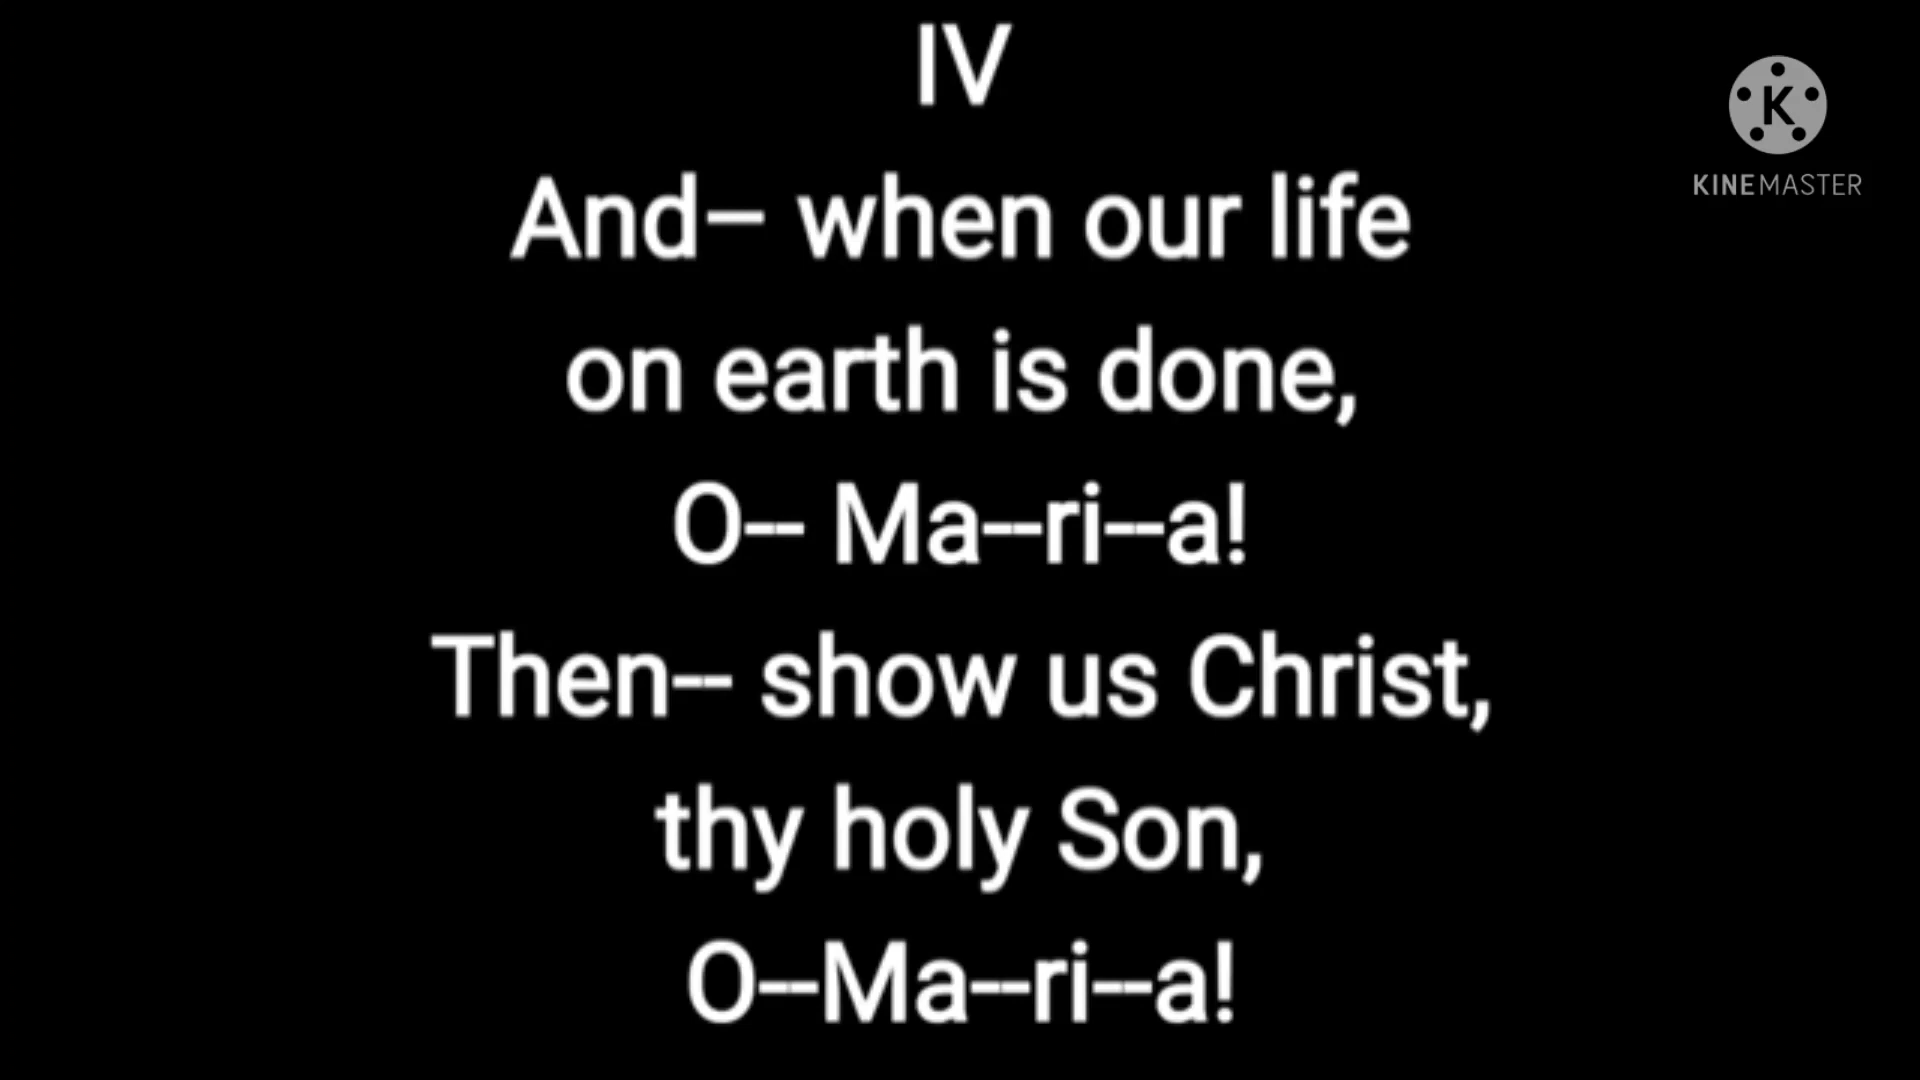 IV
And– when our life
on earth is done,
O-- Ma--ri--a!
Then-- show us Christ,
thy holy Son,
O--Ma--ri--a!
K
KINEMASTER